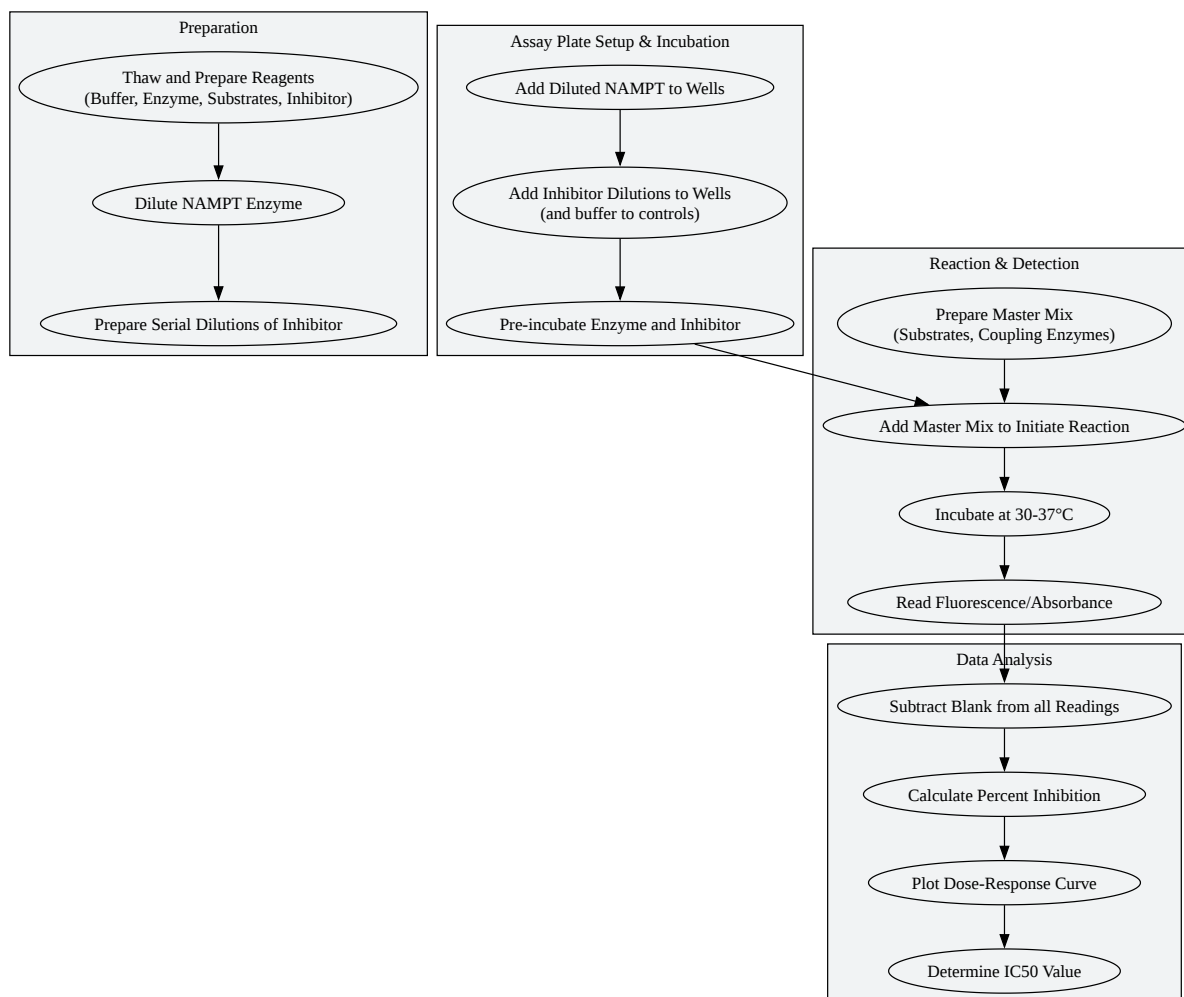 Preparation
Thaw and Prepare Reagents
(Buffer, Enzyme, Substrates, Inhibitor)
Dilute NAMPT Enzyme
Prepare Serial Dilutions of Inhibitor
Assay Plate Setup & Incubation
Add Diluted NAMPT to Wells
Add Inhibitor Dilutions to Wells
(and buffer to controls)
Pre-incubate Enzyme and Inhibitor
Reaction & Detection
Prepare Master Mix
(Substrates, Coupling Enzymes)
Add Master Mix to Initiate Reaction
Incubate at 30-37°C
Read Fluorescence/Absorbance
Data Analysis
Subtract Blank from all Readings
Calculate Percent Inhibition
Plot Dose-Response Curve
Determine IC50 Value